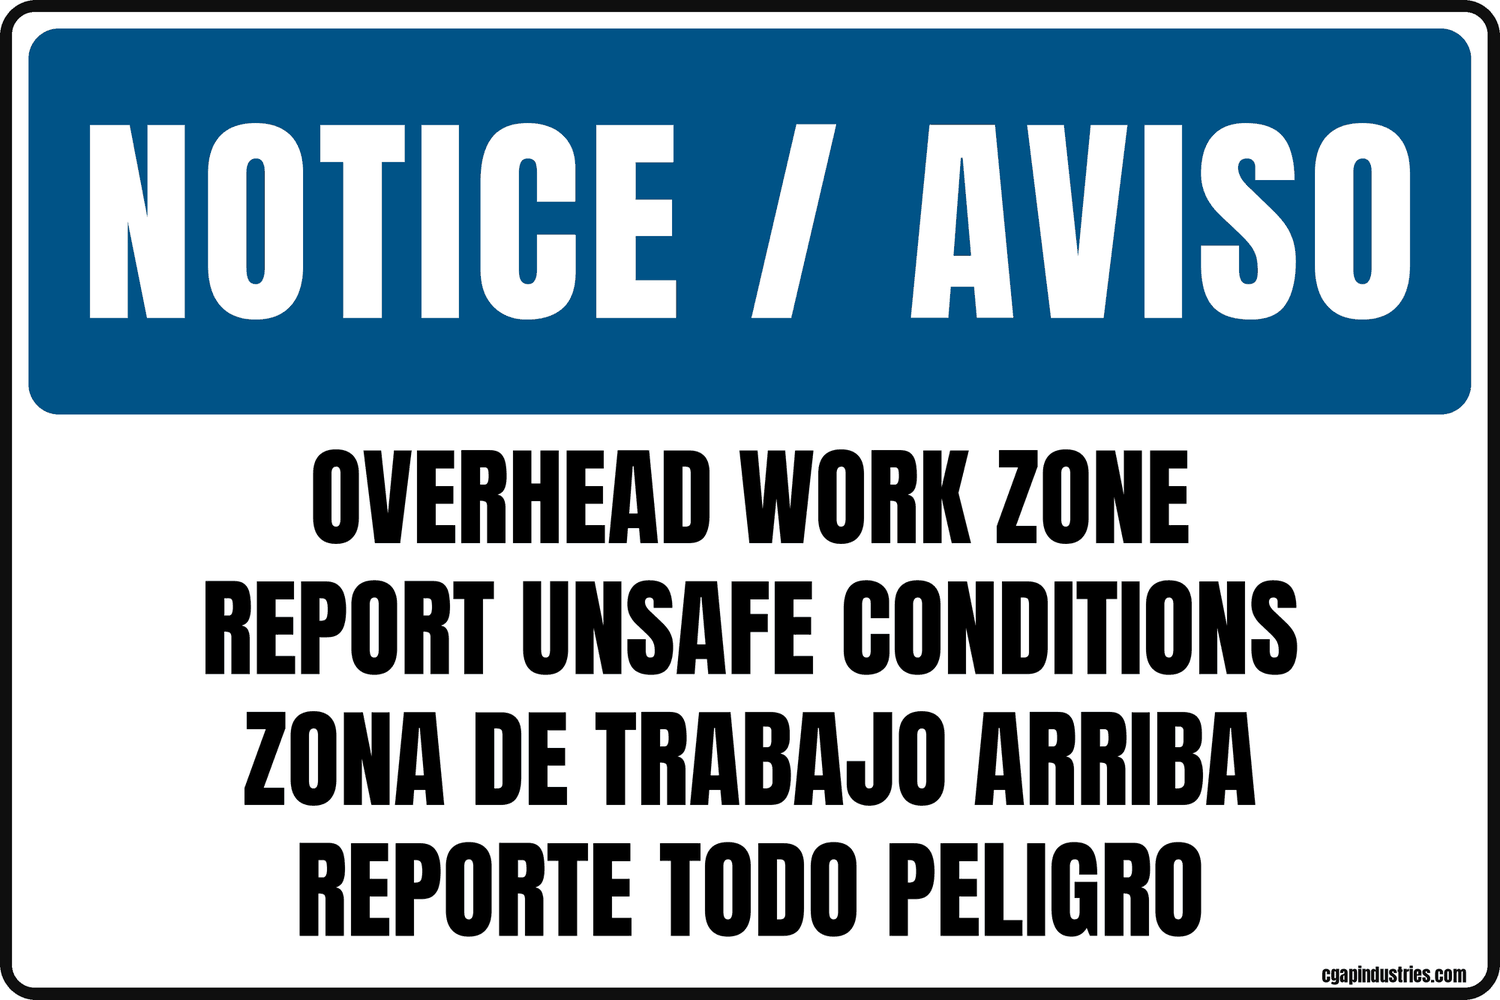 NOTICE / AVISO
OVERHEAD WORK ZONE
REPORT UNSAFE CONDITIONS
ZONA DE TRABAJO ARRIBA
REPORTE TODO PELIGRO
cgapindustries.com